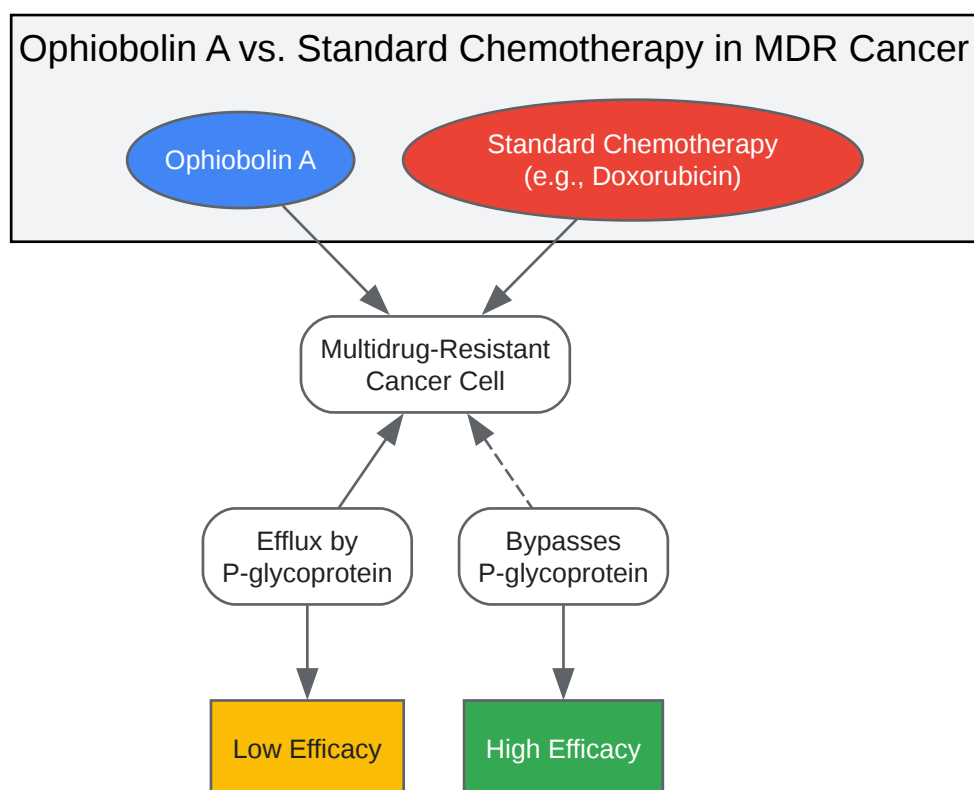 Ophiobolin A vs. Standard Chemotherapy in MDR Cancer
Ophiobolin A
Standard Chemotherapy
(e.g., Doxorubicin)
Multidrug-Resistant
Cancer Cell
Efflux by
P-glycoprotein
Bypasses
P-glycoprotein
Low Efficacy
High Efficacy